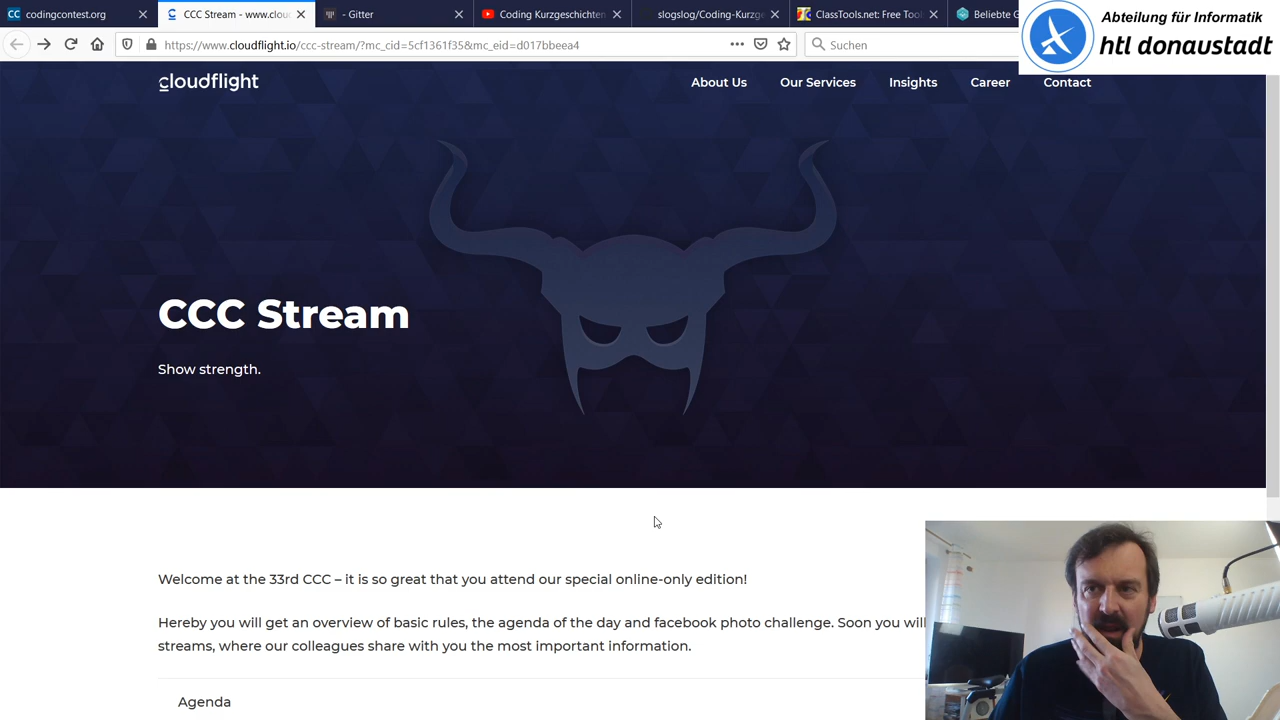 codingcontest.org
CCC Stream - www.clou
- Gitter
Coding Kurzgeschichten
slogslog/Coding-Kurzg
ClassTools.net: Free Too
Beliebte G
https://www.cloudflight.io/ccc-stream/?mc_cid=5cf1361f35&mc_eid=d017bbeea4
Suchen
Abteilung für Informatik
htl donaustadt
cloudflight
About Us
Our Services
Insights
Career
Contact
CCC Stream
Show strength.
Welcome at the 33rd CCC – it is so great that you attend our special online-only edition!
Hereby you will get an overview of basic rules, the agenda of the day and facebook photo challenge. Soon you will
streams, where our colleagues share with you the most important information.
Agenda